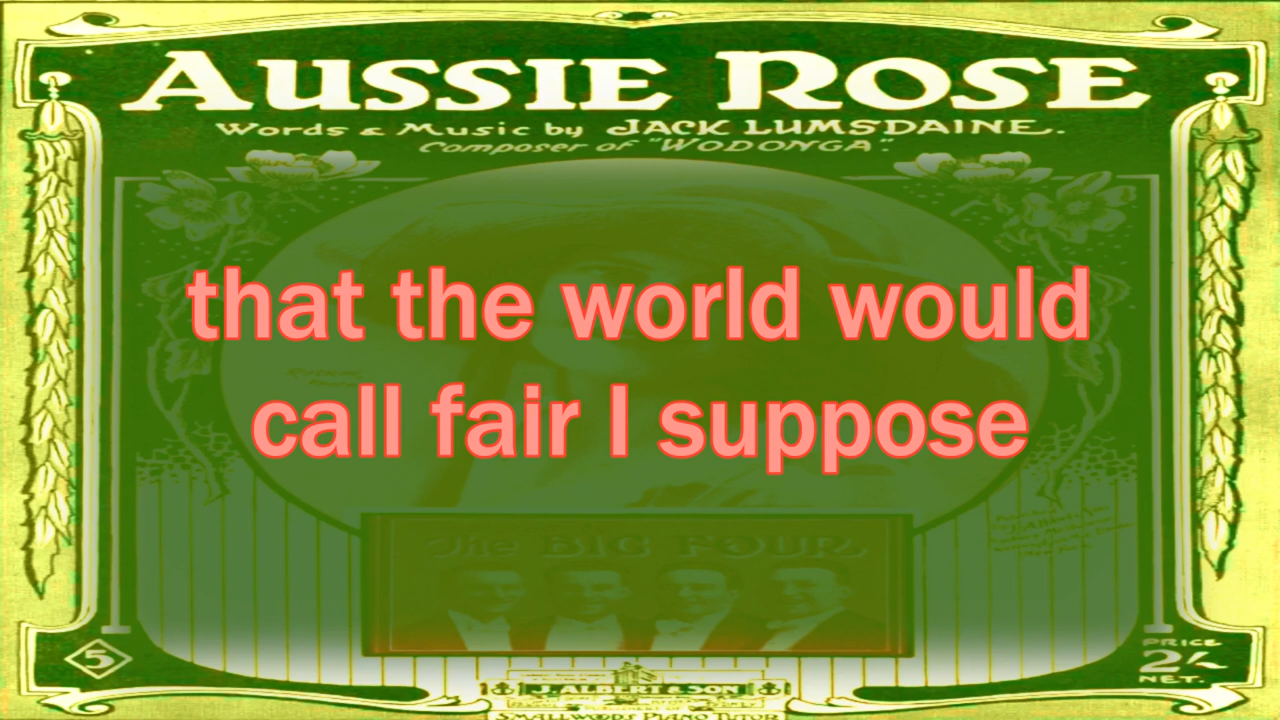 AUSSIE ROSE
Words & Music by JACK LUMSDAINE.
Composer of "WODONGA".
that the world would
call fair I suppose
The BIG FOUR
5
PRICE
2/-
NET.
J. ALBERT & SON
SMALLWOOD'S PIANO TUTOR